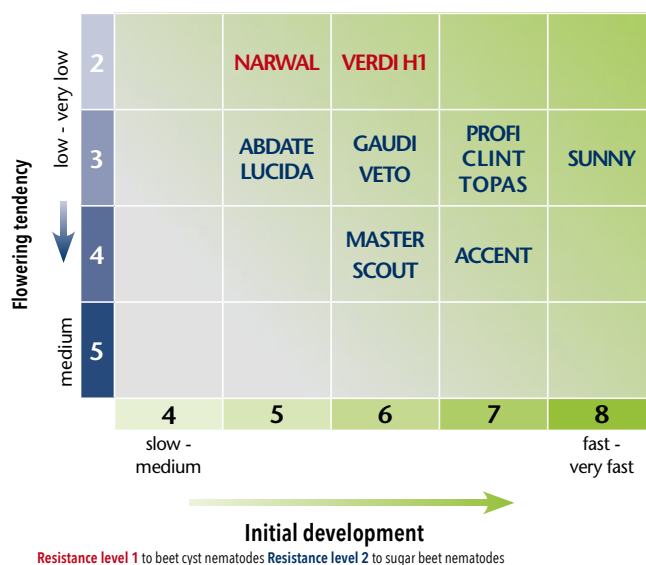 Flowering tendency
low - very low
medium
2
NARWAL
VERDI H1
3
ABDATE
LUCIDA
GAUDI
VETO
PROFI
CLINT
TOPAS
SUNNY
4
MASTER
SCOUT
ACCENT
5
4
5
6
7
8
slow -
medium
fast -
very fast
Initial development
Resistance level 1 to beet cyst nematodes Resistance level 2 to sugar beet nematodes